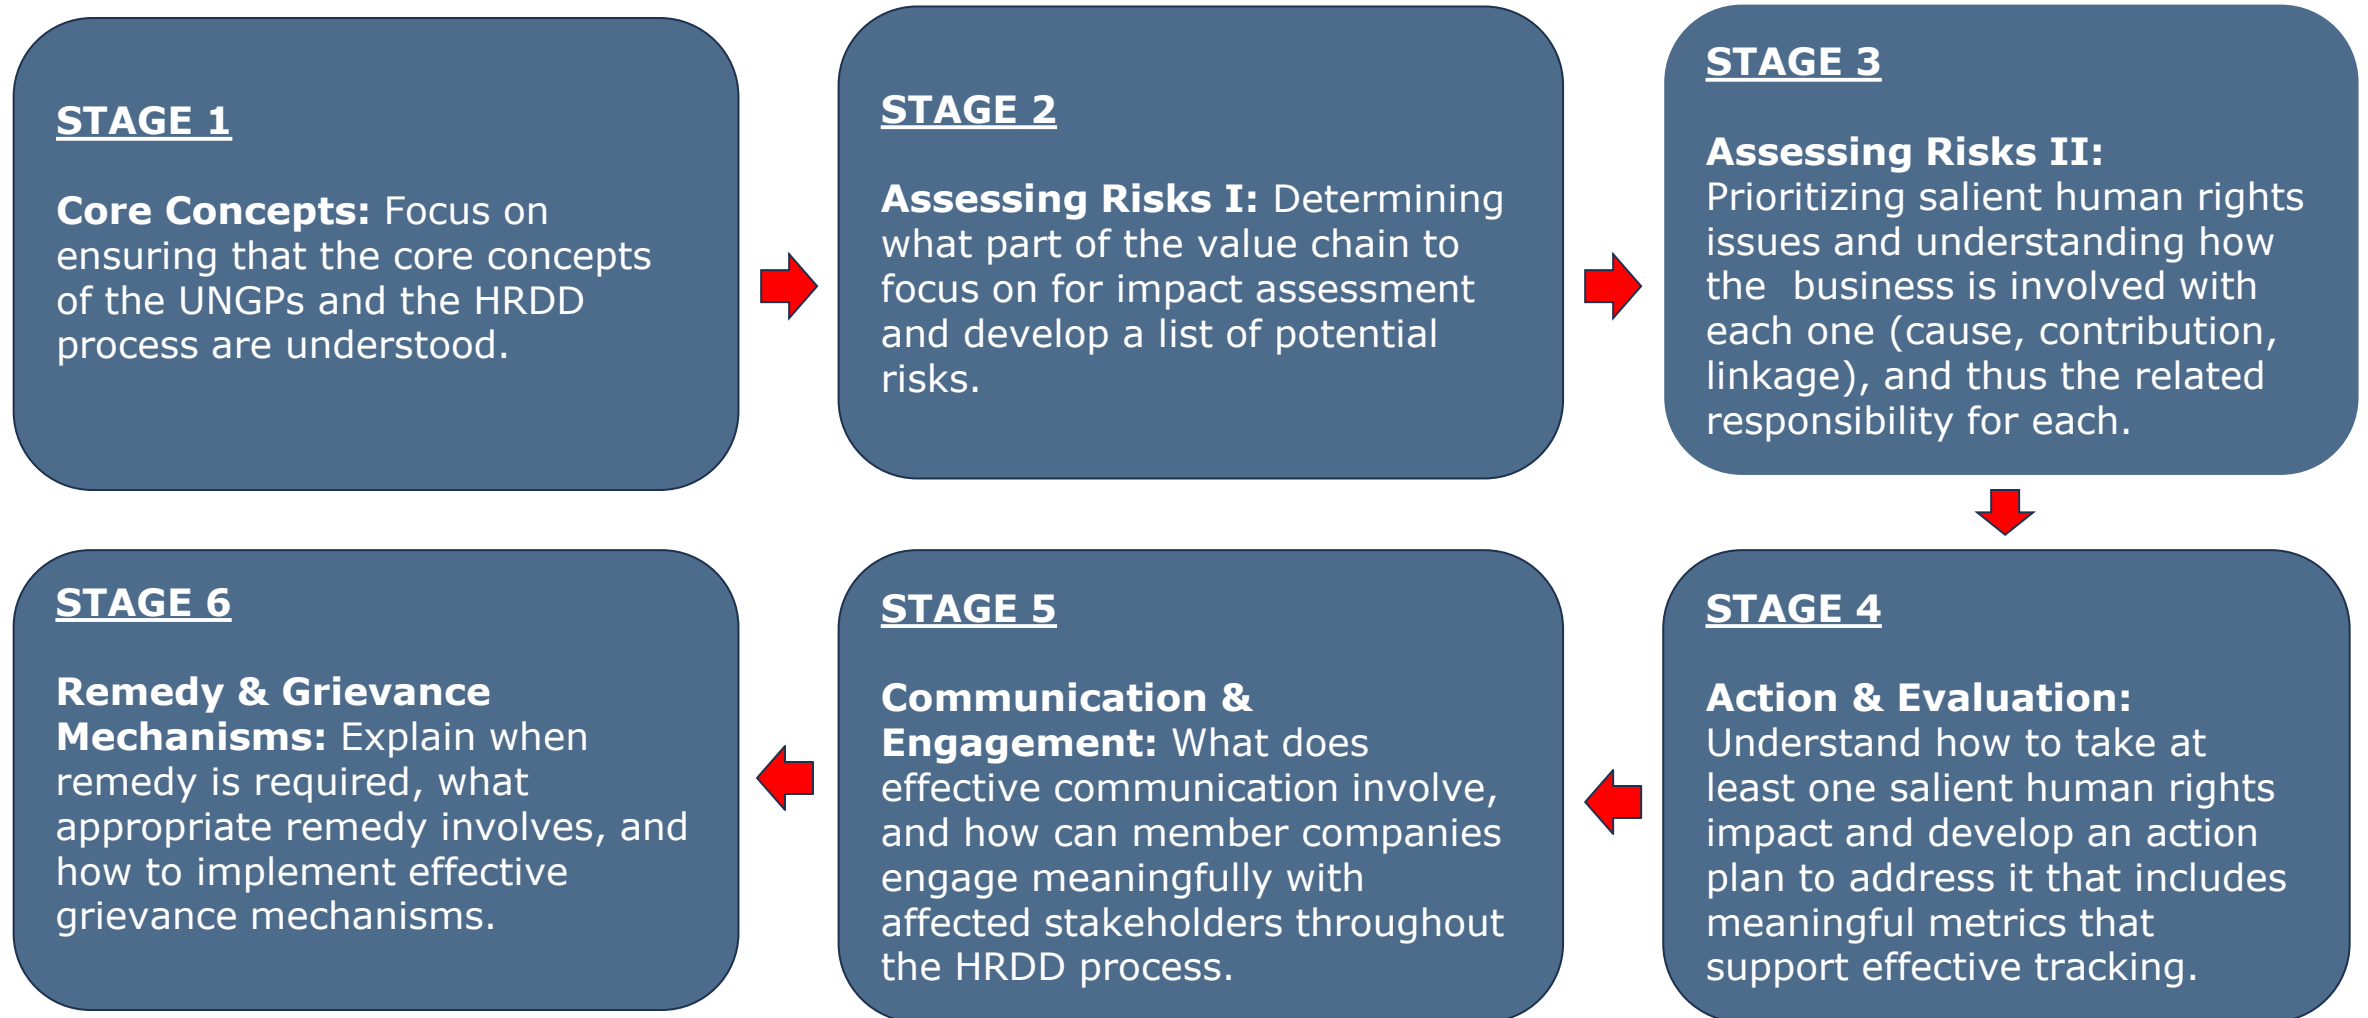 STAGE 1
Core Concepts: Focus on
ensuring that the core concepts
of the UNGPs and the HRDD
process are understood.
STAGE 2
Assessing Risks I: Determining
what part of the value chain to
focus on for impact assessment
and develop a list of potential
risks.
STAGE 3
Assessing Risks II:
Prioritizing salient human rights
issues and understanding how
the  business is involved with
each one (cause, contribution,
linkage), and thus the related
responsibility for each.
STAGE 4
Action & Evaluation:
Understand how to take at
least one salient human rights
impact and develop an action
plan to address it that includes
meaningful metrics that
support effective tracking.
STAGE 5
Communication &
Engagement: What does
effective communication involve,
and how can member companies
engage meaningfully with
affected stakeholders throughout
the HRDD process.
STAGE 6
Remedy & Grievance
Mechanisms: Explain when
remedy is required, what
appropriate remedy involves, and
how to implement effective
grievance mechanisms.